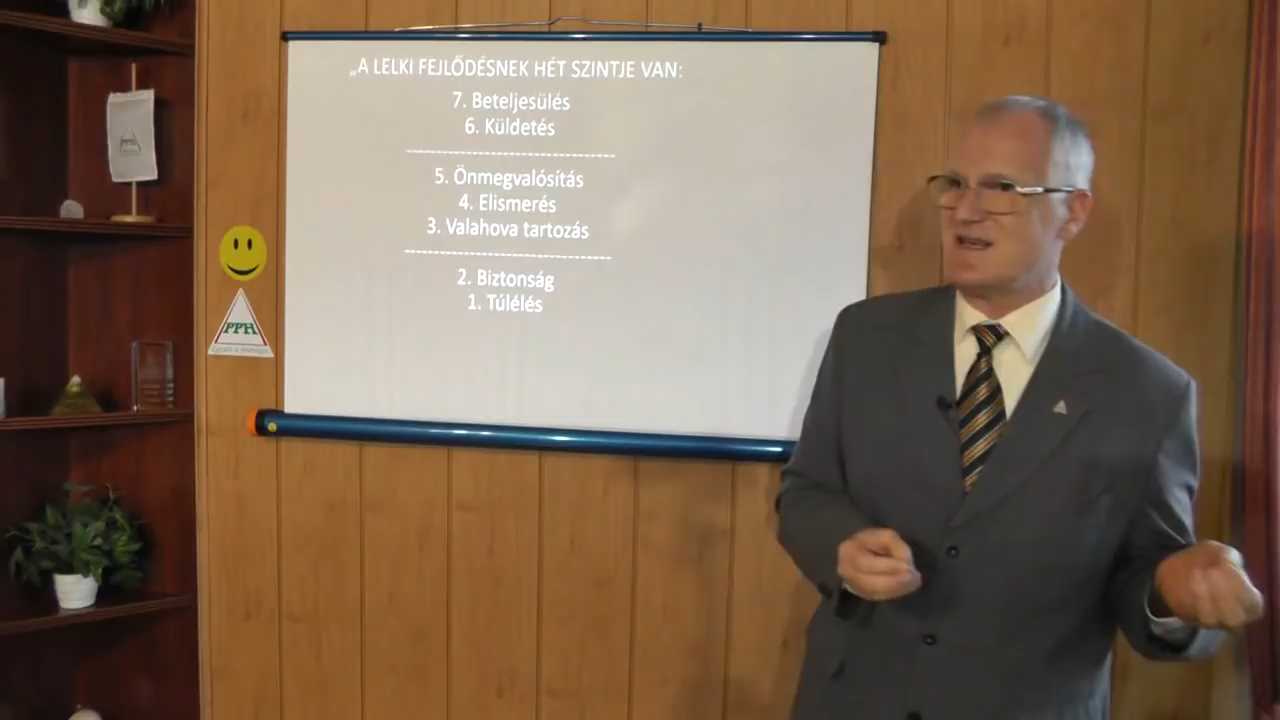 „A LELKI FEJLŐDÉSNEK HÉT SZINTJE VAN:
7. Beteljesülés
6. Küldetés
5. Önmegvalósítás
4. Elismerés
3. Valahova tartozás
2. Biztonság
1. Túlélés
PPH